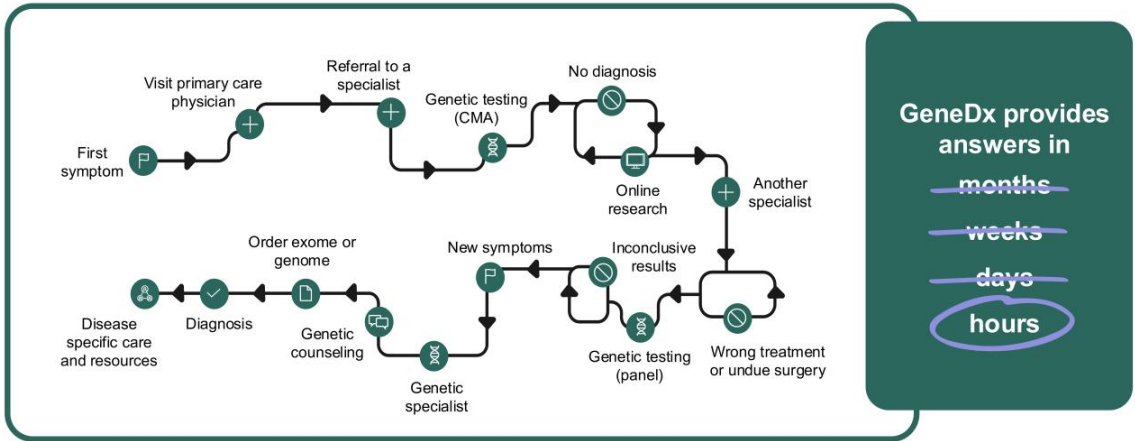 First
symptom
Visit primary care
physician
Referral to a
specialist
Genetic testing
(CMA)
No diagnosis
Online
research
Another
specialist
Wrong treatment
or undue surgery
Genetic testing
(panel)
Inconclusive
results
New symptoms
Genetic
specialist
Genetic
counseling
Order exome or
genome
Diagnosis
Disease
specific care
and resources
GeneDx provides
answers in
months
weeks
days
hours